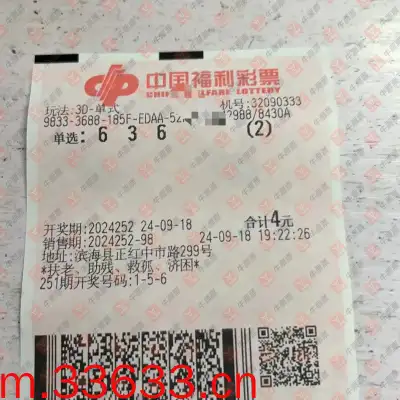 中国福利彩票
CHINA WELFARE LOTTERY
玩法:3D-单式 机号:32090333
9833-3688-185F-EDAA-52 2988/8430A
单选: 6 3 6 (2)
开奖期:2024252 24-09-18 合计4元
销售期:2024252-98 24-09-18 19:22:26
地址:滨海县正红中市路299号
*扶老、助残、救孤、济困*
251期开奖号码:1-5-6
m.33633.cn